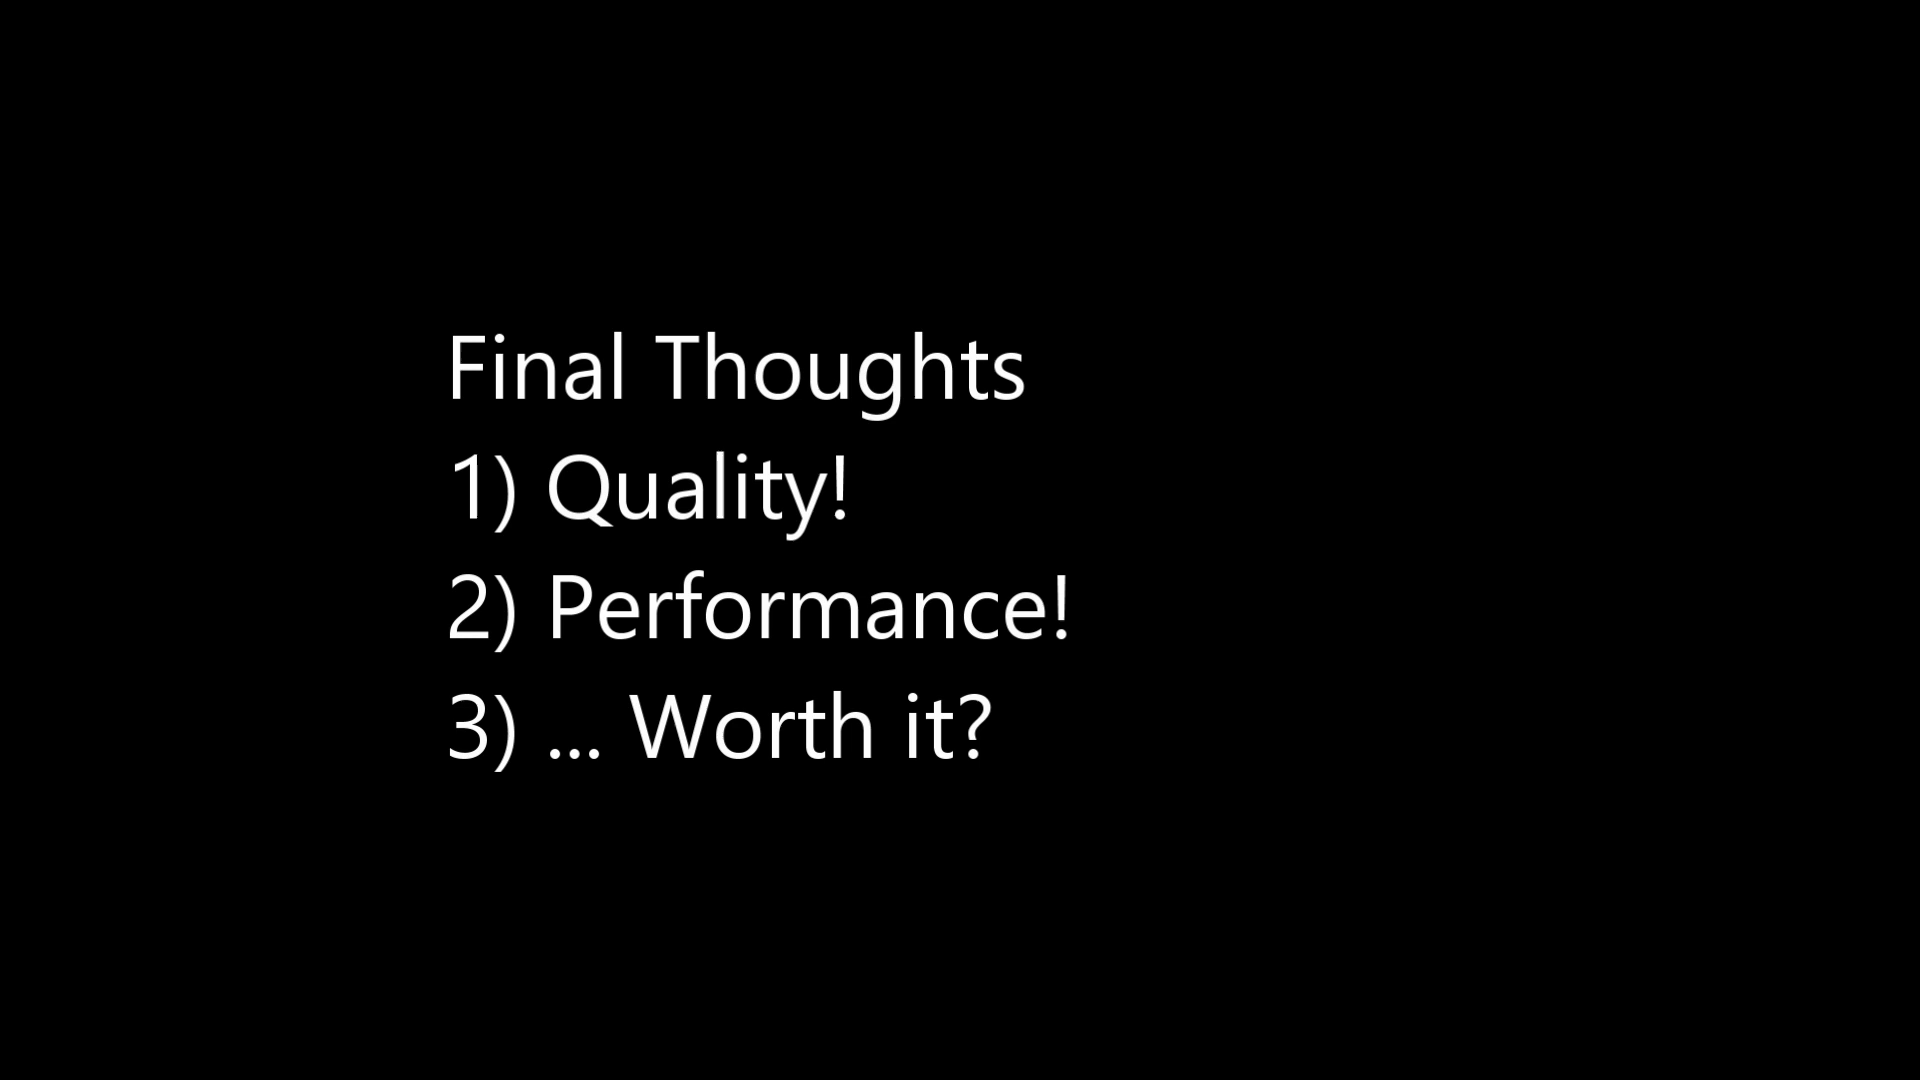 Final Thoughts
1) Quality!
2) Performance!
3) ... Worth it?